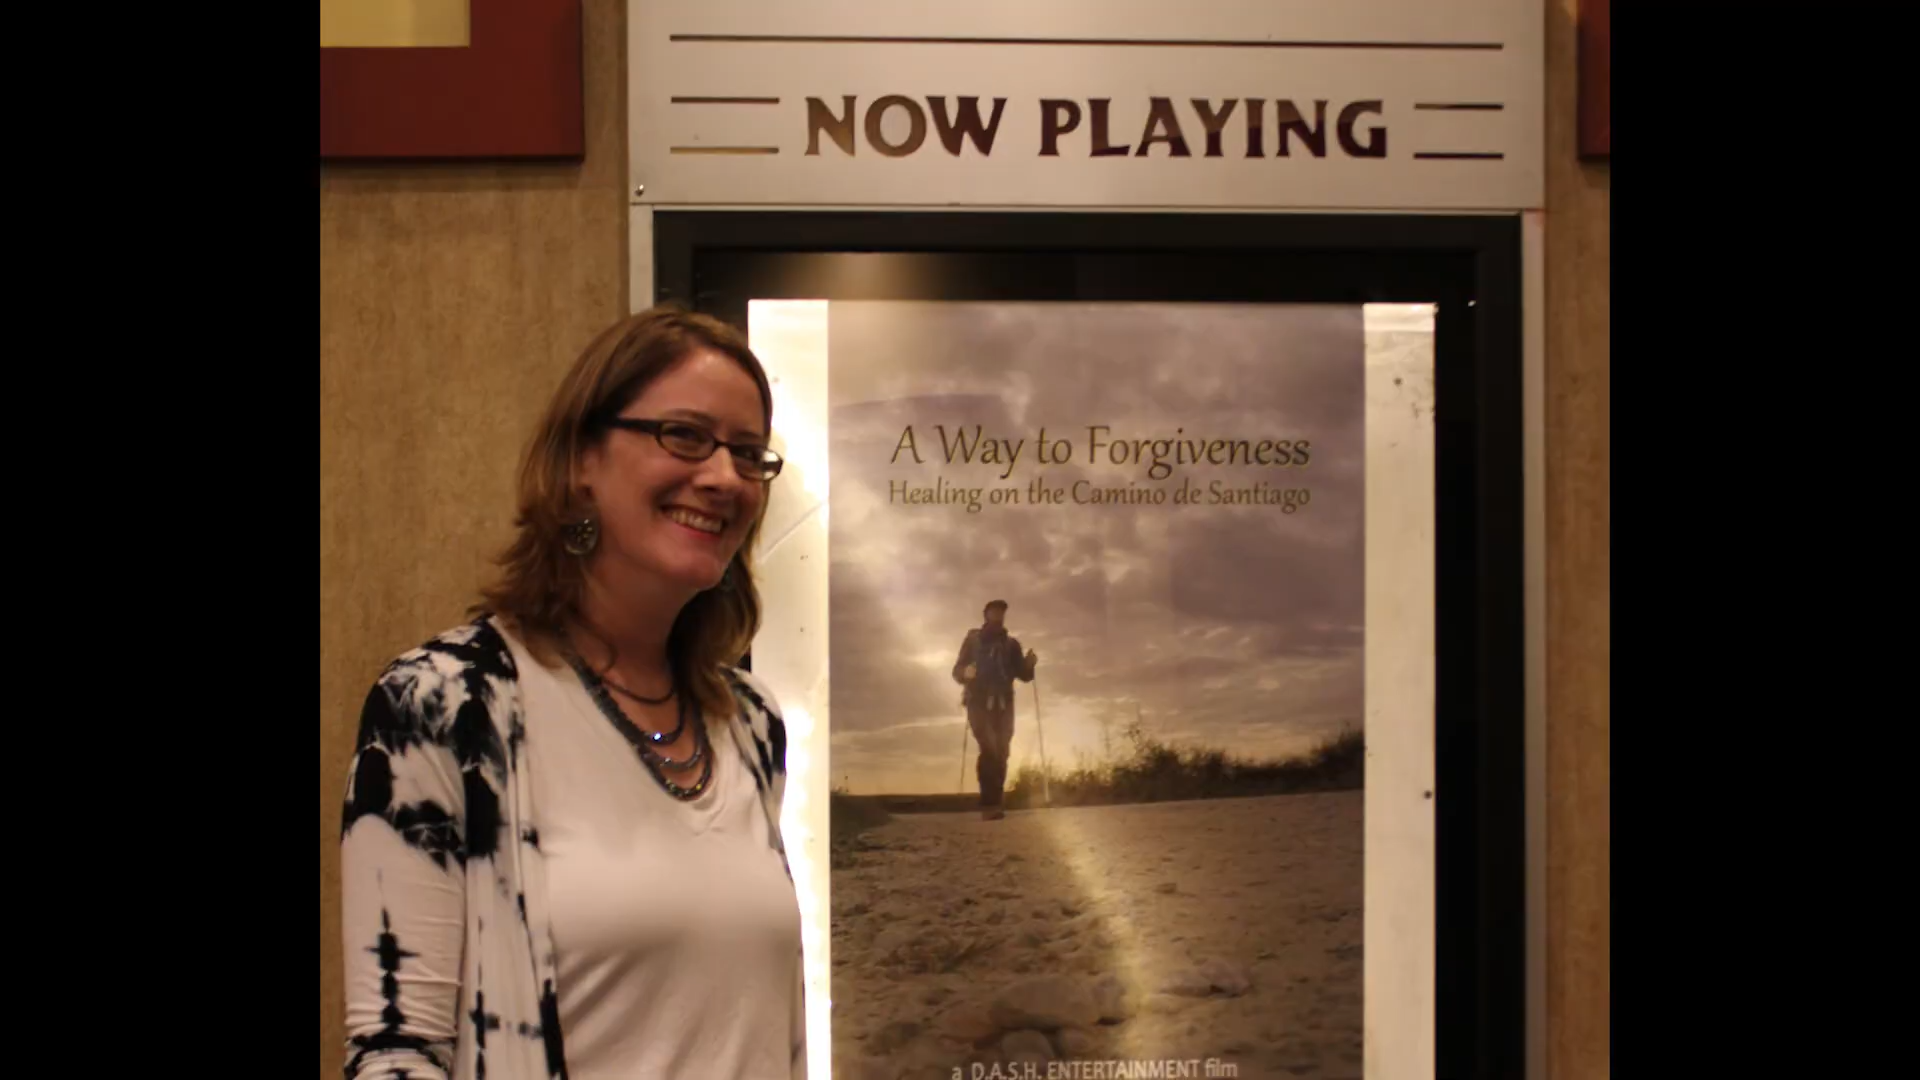 NOW PLAYING
A Way to Forgiveness
Healing on the Camino de Santiago
a D.A.S.H. ENTERTAINMENT film